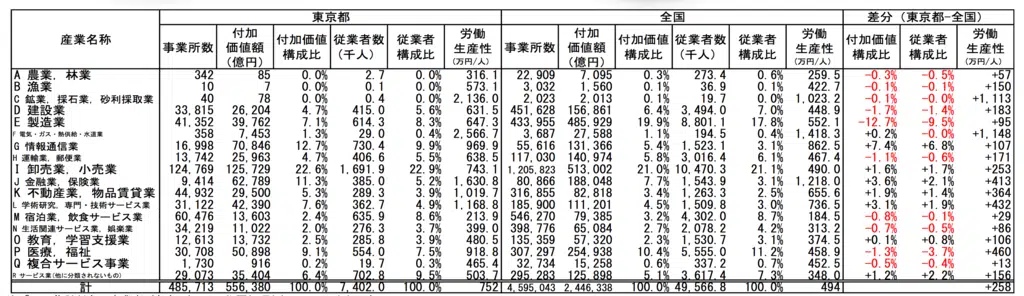 産業名称 東京都 全国 差分（東京都-全国）
事業所数 付加価値額(億円) 付加価値構成比 従業者数(千人) 従業者構成比 労働生産性(万円/人) 事業所数 付加価値額(億円) 付加価値構成比 従業者数(千人) 従業者構成比 労働生産性(万円/人) 付加価値構成比 従業者構成比 労働生産性(万円/人)
A 農業，林業 342 85 0.0% 2.7 0.0% 316.1 22,909 7,095 0.3% 273.4 0.6% 259.5 -0.3% -0.5% +57
B 漁業 10 7 0.0% 0.1 0.0% 573.1 3,032 1,560 0.1% 36.9 0.1% 422.7 -0.1% -0.1% +150
C 鉱業，採石業，砂利採取業 40 78 0.0% 0.4 0.0% 2,136.0 2,023 2,013 0.1% 19.7 0.0% 1,023.2 -0.1% -0.0% +1,113
D 建設業 33,815 26,204 4.7% 415.0 5.6% 631.5 451,628 156,861 6.4% 3,494.0 7.0% 448.9 -1.7% -1.4% +183
E 製造業 41,352 39,762 7.1% 614.3 8.3% 647.3 433,955 485,929 19.9% 8,801.1 17.8% 552.1 -12.7% -9.5% +95
F 電気・ガス・熱供給・水道業 358 7,453 1.3% 29.0 0.4% 2,566.7 3,687 27,588 1.1% 194.5 0.4% 1,418.3 +0.2% -0.0% +1,148
G 情報通信業 16,998 70,846 12.7% 730.4 9.9% 969.9 55,616 131,366 5.4% 1,523.1 3.1% 862.5 +7.4% +6.8% +107
H 運輸業，郵便業 13,742 25,963 4.7% 406.6 5.5% 638.5 117,030 140,974 5.8% 3,016.4 6.1% 467.4 -1.1% -0.6% +171
I 卸売業，小売業 124,769 125,729 22.6% 1,691.9 22.9% 743.1 1,205,823 513,002 21.0% 10,470.3 21.1% 490.0 +1.6% +1.7% +253
J 金融業，保険業 9,414 62,789 11.3% 385.0 5.2% 1,630.8 80,866 188,048 7.7% 1,543.9 3.1% 1,218.0 +3.6% +2.1% +413
K 不動産業，物品賃貸業 44,932 29,500 5.3% 289.3 3.9% 1,019.7 316,855 82,818 3.4% 1,263.3 2.5% 655.6 +1.9% +1.4% +364
L 学術研究，専門・技術サービス業 31,122 42,390 7.6% 362.7 4.9% 1,168.8 185,900 111,201 4.5% 1,509.8 3.0% 736.5 +3.1% +1.9% +432
M 宿泊業，飲食サービス業 60,476 13,603 2.4% 635.9 8.6% 213.9 546,270 79,385 3.2% 4,302.0 8.7% 184.5 -0.8% -0.1% +29
N 生活関連サービス業，娯楽業 34,219 11,022 2.0% 276.3 3.7% 399.0 398,776 65,084 2.7% 2,078.2 4.2% 313.2 -0.7% -0.5% +86
O 教育，学習支援業 12,613 13,732 2.5% 285.8 3.9% 480.5 135,359 57,320 2.3% 1,530.7 3.1% 374.5 +0.1% +0.8% +106
P 医療，福祉 30,708 50,898 9.1% 554.0 7.5% 918.8 307,297 254,938 10.4% 5,555.0 11.2% 458.9 -1.3% -3.7% +460
Q 複合サービス事業 1,730 916 0.2% 19.7 0.3% 465.4 32,734 15,258 0.6% 337.2 0.7% 452.5 -0.5% -0.4% +13
R サービス業(他に分類されないもの) 29,073 35,404 6.4% 702.8 9.5% 503.7 295,283 125,898 5.1% 3,617.4 7.3% 348.0 +1.2% +2.2% +156
計 485,713 556,380 100.0% 7,402.0 100.0% 752 4,595,043 2,446,338 100.0% 49,566.8 100.0% 494 +258